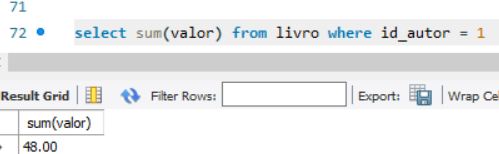 71
72 select sum(valor) from livro where id_autor = 1
Result Grid Filter Rows: Export: Wrap Cel
sum(valor)
48.00